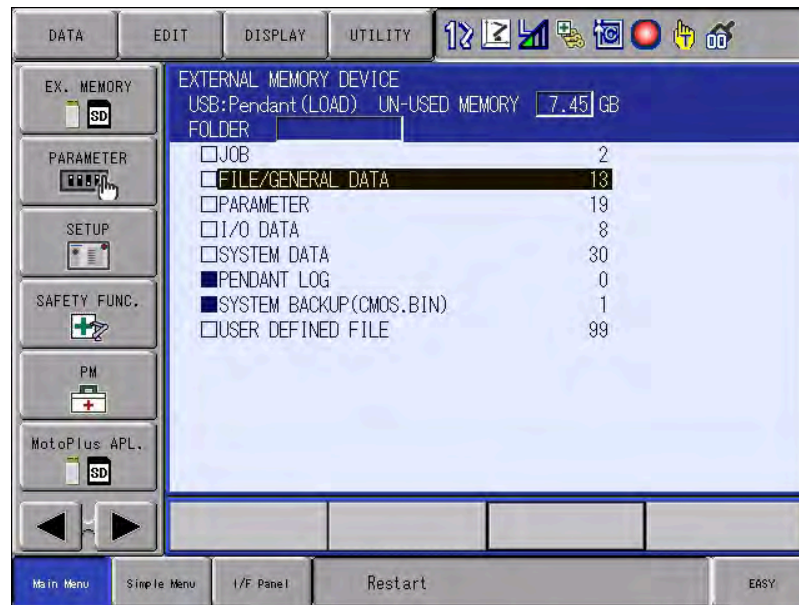 DATA EDIT DISPLAY UTILITY
EX. MEMORY
SD
PARAMETER
SETUP
SAFETY FUNC.
PM
MotoPlus APL.
SD
EXTERNAL MEMORY DEVICE
USB:Pendant(LOAD) UN-USED MEMORY 7.45 GB
FOLDER
JOB 2
FILE/GENERAL DATA 13
PARAMETER 19
I/O DATA 8
SYSTEM DATA 30
PENDANT LOG 0
SYSTEM BACKUP(CMOS.BIN) 1
USER DEFINED FILE 99
Main Menu Simple Menu I/F Panel Restart EASY